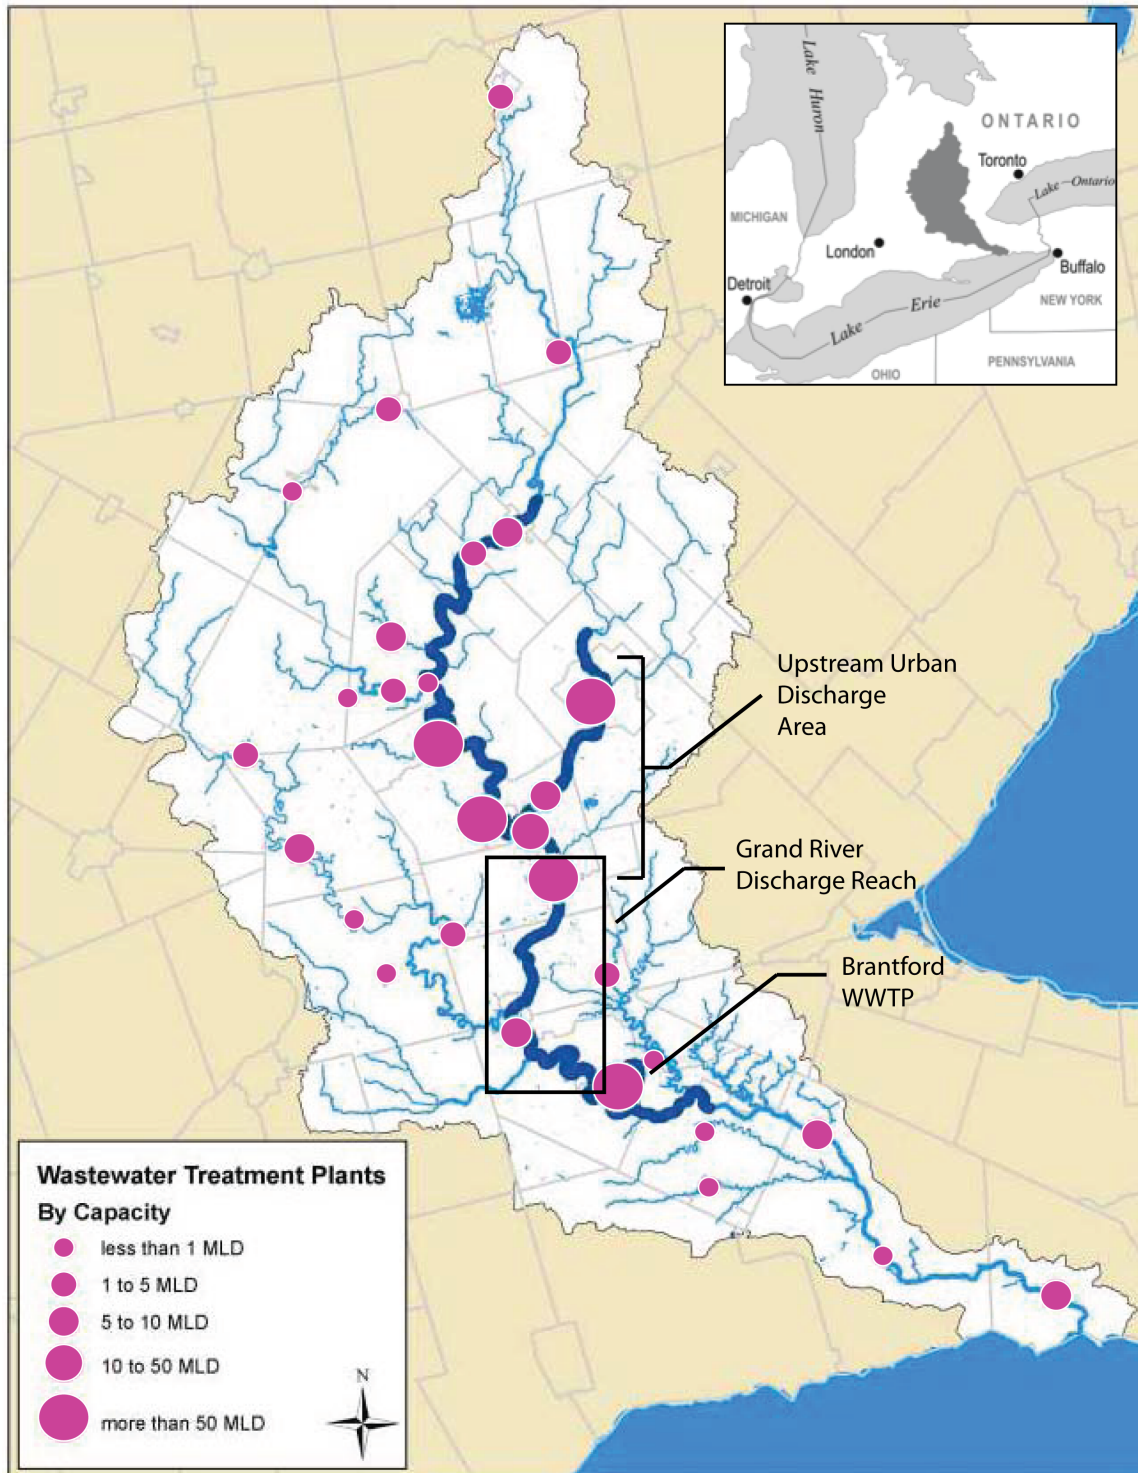 Lake Huron
ONTARIO
Toronto
Lake Ontario
MICHIGAN
London
Buffalo
Detroit
NEW YORK
Lake Erie
PENNSYLVANIA
OHIO
Upstream Urban
Discharge
Area
Grand River
Discharge Reach
Brantford
WWTP
Wastewater Treatment Plants
By Capacity
less than 1 MLD
1 to 5 MLD
5 to 10 MLD
10 to 50 MLD
more than 50 MLD
N